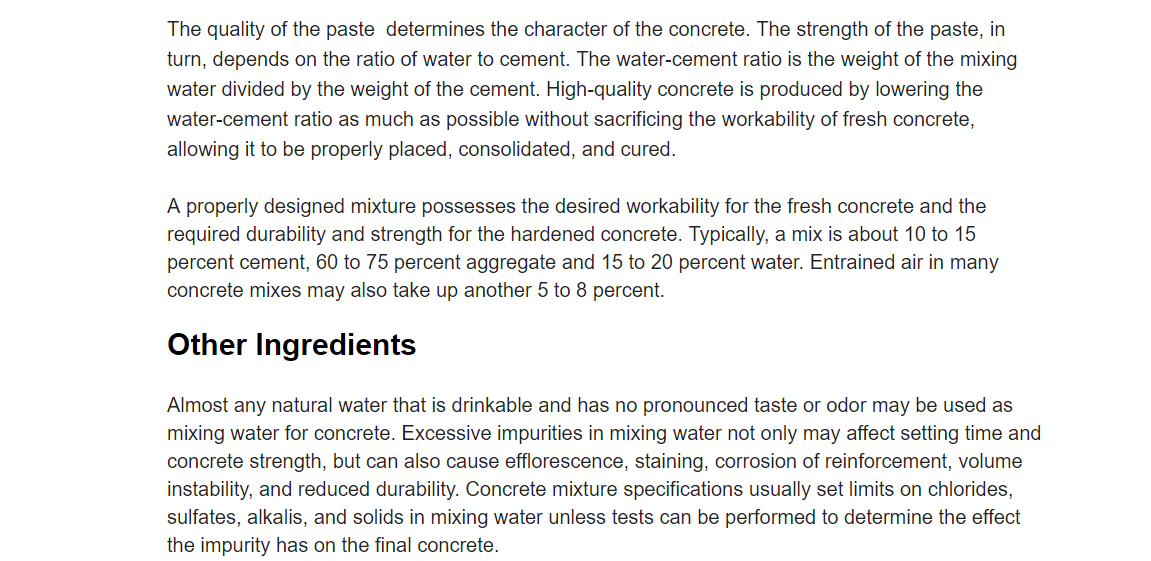 The quality of the paste  determines the character of the concrete. The strength of the paste, in
turn, depends on the ratio of water to cement. The water-cement ratio is the weight of the mixing
water divided by the weight of the cement. High-quality concrete is produced by lowering the
water-cement ratio as much as possible without sacrificing the workability of fresh concrete,
allowing it to be properly placed, consolidated, and cured.
A properly designed mixture possesses the desired workability for the fresh concrete and the
required durability and strength for the hardened concrete. Typically, a mix is about 10 to 15
percent cement, 60 to 75 percent aggregate and 15 to 20 percent water. Entrained air in many
concrete mixes may also take up another 5 to 8 percent.
Other Ingredients
Almost any natural water that is drinkable and has no pronounced taste or odor may be used as
mixing water for concrete. Excessive impurities in mixing water not only may affect setting time and
concrete strength, but can also cause efflorescence, staining, corrosion of reinforcement, volume
instability, and reduced durability. Concrete mixture specifications usually set limits on chlorides,
sulfates, alkalis, and solids in mixing water unless tests can be performed to determine the effect
the impurity has on the final concrete.